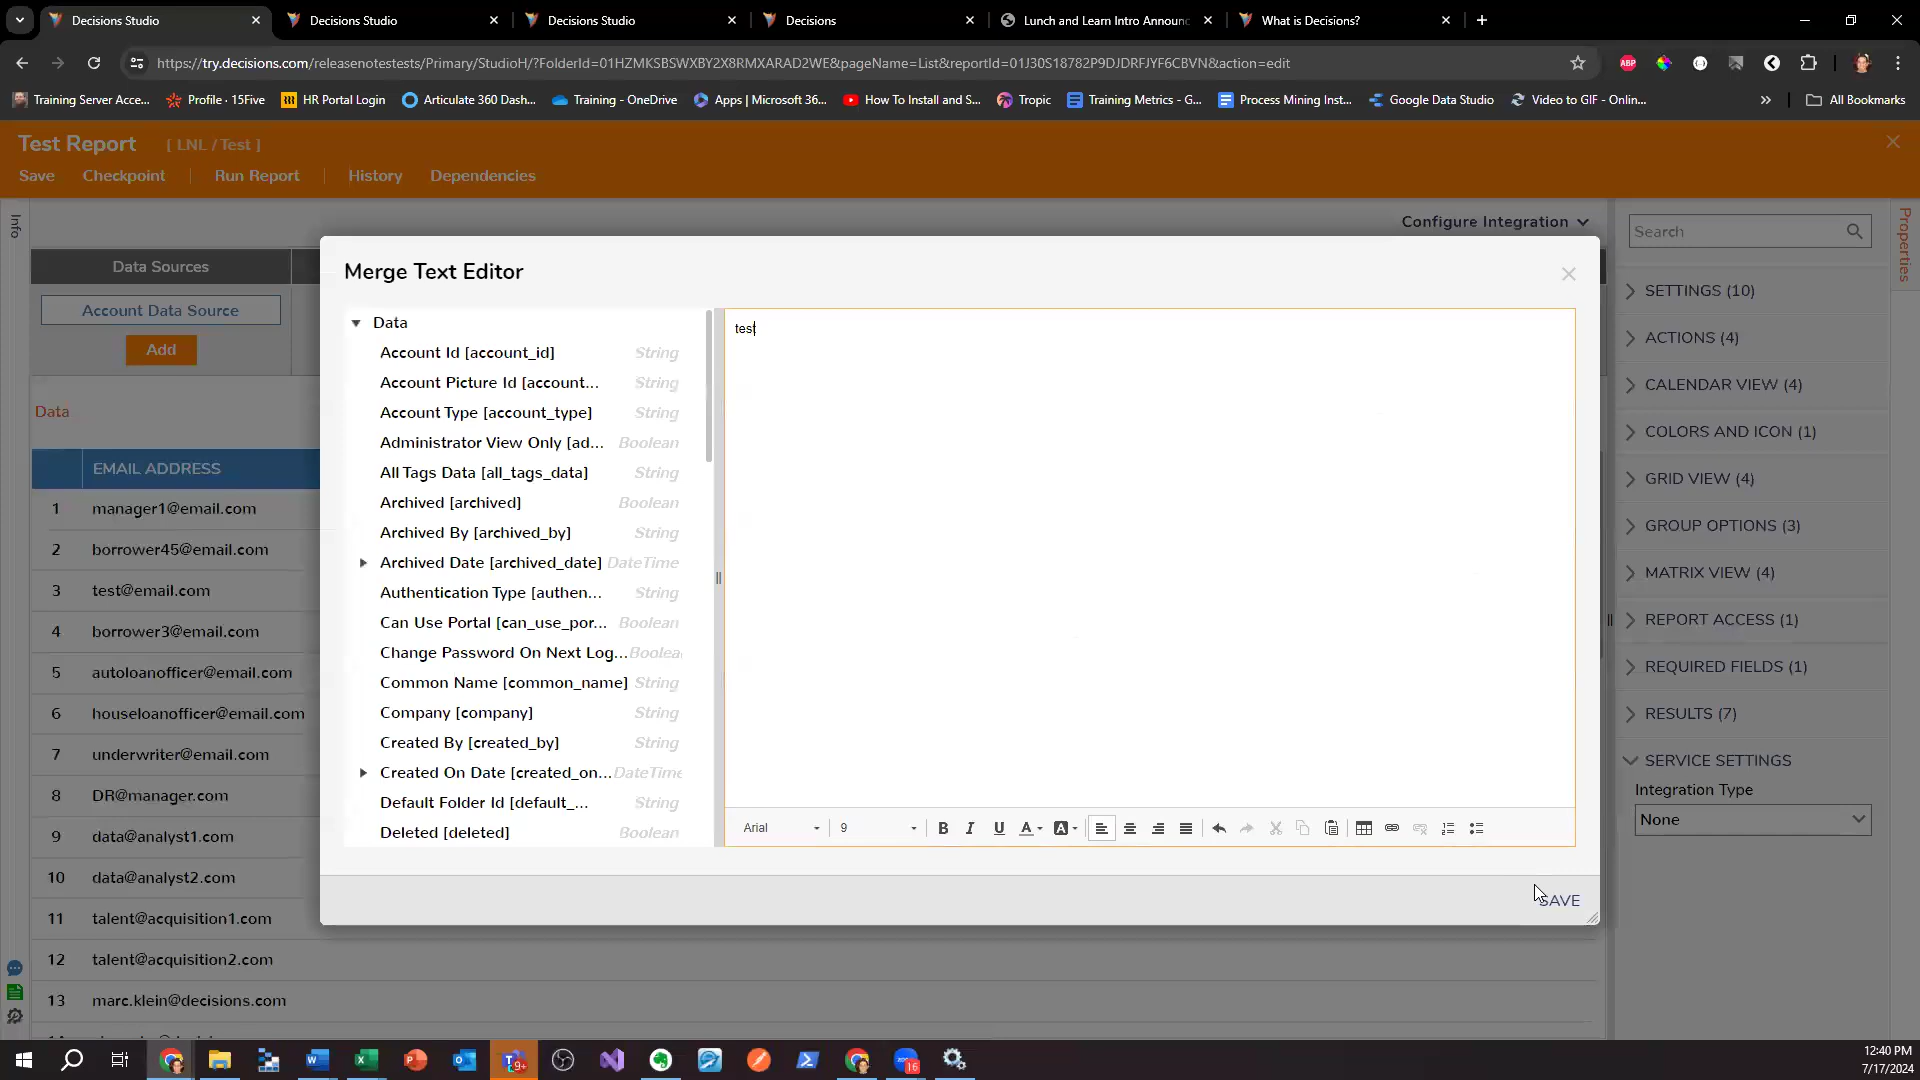 Decisions Studio
Decisions Studio
Decisions Studio
Decisions
Lunch and Learn Intro Announc
What is Decisions?
https://try.decisions.com/releasenotestests/Primary/StudioH/?FolderId=01HZMKSBSWXBY2X8RMXARAD2WE&pageName=List&reportId=01J30S18782P9DJDRFJYF6CBVN&action=edit
ABP
Training Server Acce...
Profile · 15Five
HR Portal Login
Articulate 360 Dash...
Training - OneDrive
Apps | Microsoft 36...
How To Install and S...
Tropic
Training Metrics - G...
Process Mining Inst...
Google Data Studio
Video to GIF - Onlin...
All Bookmarks
Test Report [ LNL / Test ]
Save
Checkpoint
Run Report
History
Dependencies
Info
Configure Integration
Search
Properties
Data Sources
Account Data Source
Add
Data
EMAIL ADDRESS
1 manager1@email.com
2 borrower45@email.com
3 test@email.com
4 borrower3@email.com
5 autoloanofficer@email.com
6 houseloanofficer@email.com
7 underwriter@email.com
8 DR@manager.com
9 data@analyst1.com
10 data@analyst2.com
11 talent@acquisition1.com
12 talent@acquisition2.com
13 marc.klein@decisions.com
Merge Text Editor
Data
Account Id [account_id] String
Account Picture Id [account... String
Account Type [account_type] String
Administrator View Only [ad... Boolean
All Tags Data [all_tags_data] String
Archived [archived] Boolean
Archived By [archived_by] String
Archived Date [archived_date] DateTime
Authentication Type [authen... String
Can Use Portal [can_use_por... Boolean
Change Password On Next Log... Boolea
Common Name [common_name] String
Company [company] String
Created By [created_by] String
Created On Date [created_on... DateTime
Default Folder Id [default_... String
Deleted [deleted] Boolean
test
Arial
9
B I U A A
SAVE
SETTINGS (10)
ACTIONS (4)
CALENDAR VIEW (4)
COLORS AND ICON (1)
GRID VIEW (4)
GROUP OPTIONS (3)
MATRIX VIEW (4)
REPORT ACCESS (1)
REQUIRED FIELDS (1)
RESULTS (7)
SERVICE SETTINGS
Integration Type
None
9+
16
12:40 PM
7/17/2024